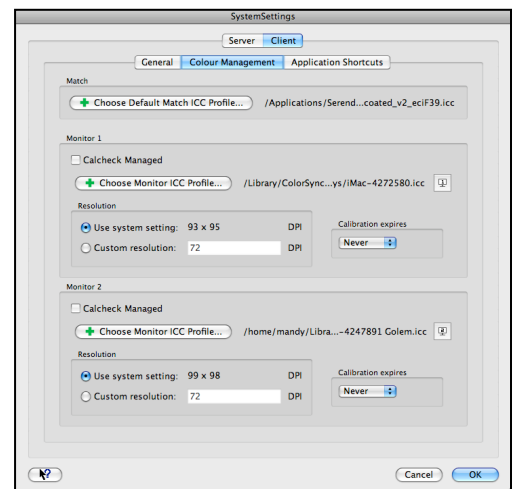 SystemSettings
Server Client
General Colour Management Application Shortcuts
Match
Choose Default Match ICC Profile... /Applications/Serend...coated_v2_eciF39.icc
Monitor 1
Calcheck Managed
Choose Monitor ICC Profile... /Library/ColorSync...ys/iMac-4272580.icc 1
Resolution
Use system setting: 93 x 95 DPI
Calibration expires
Custom resolution: 72 DPI
Never
Monitor 2
Calcheck Managed
Choose Monitor ICC Profile... /home/mandy/Libra...-4247891 Golem.icc 2
Resolution
Use system setting: 99 x 98 DPI
Calibration expires
Custom resolution: 72 DPI
Never
? Cancel OK